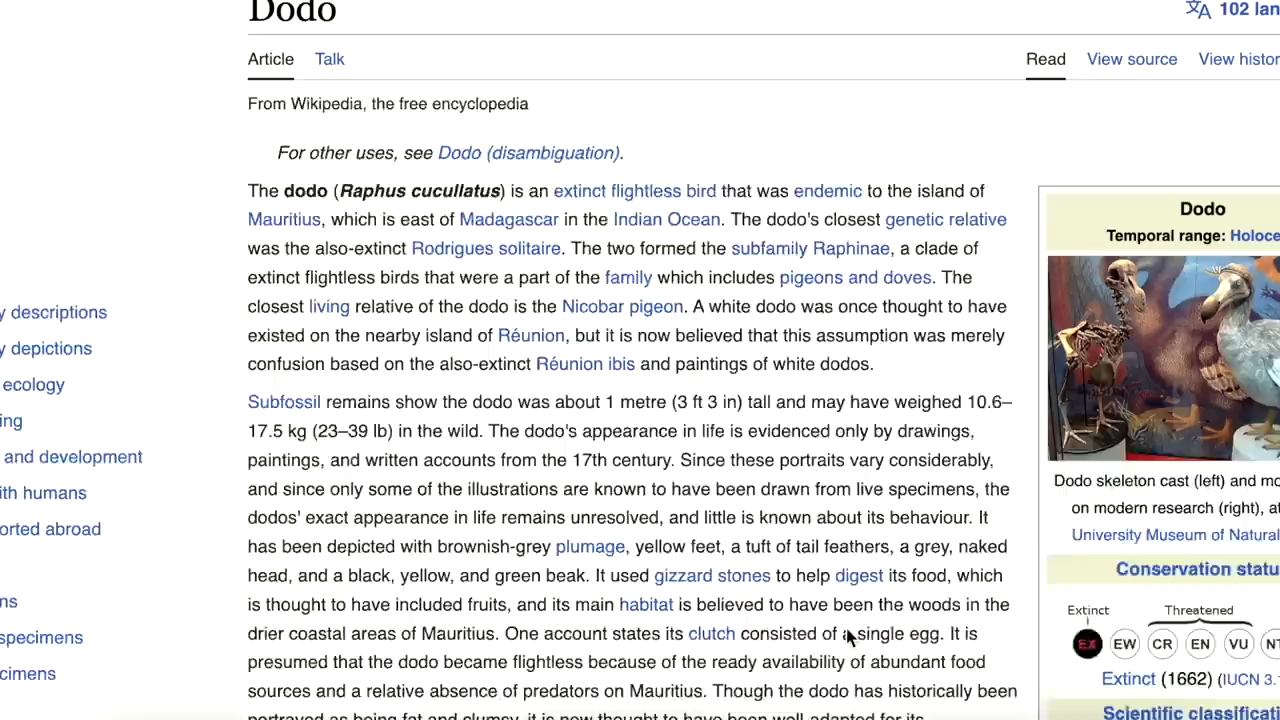 Dodo
102 lan
Article Talk Read View source View histor
From Wikipedia, the free encyclopedia
For other uses, see Dodo (disambiguation).
The dodo (Raphus cucullatus) is an extinct flightless bird that was endemic to the island of
Mauritius, which is east of Madagascar in the Indian Ocean. The dodo's closest genetic relative
was the also-extinct Rodrigues solitaire. The two formed the subfamily Raphinae, a clade of
extinct flightless birds that were a part of the family which includes pigeons and doves. The
closest living relative of the dodo is the Nicobar pigeon. A white dodo was once thought to have
existed on the nearby island of Réunion, but it is now believed that this assumption was merely
confusion based on the also-extinct Réunion ibis and paintings of white dodos.
Subfossil remains show the dodo was about 1 metre (3 ft 3 in) tall and may have weighed 10.6–
17.5 kg (23–39 lb) in the wild. The dodo's appearance in life is evidenced only by drawings,
paintings, and written accounts from the 17th century. Since these portraits vary considerably,
and since only some of the illustrations are known to have been drawn from live specimens, the
dodos' exact appearance in life remains unresolved, and little is known about its behaviour. It
has been depicted with brownish-grey plumage, yellow feet, a tuft of tail feathers, a grey, naked
head, and a black, yellow, and green beak. It used gizzard stones to help digest its food, which
is thought to have included fruits, and its main habitat is believed to have been the woods in the
drier coastal areas of Mauritius. One account states its clutch consisted of a single egg. It is
presumed that the dodo became flightless because of the ready availability of abundant food
sources and a relative absence of predators on Mauritius. Though the dodo has historically been
portrayed as being fat and clumsy, it is now thought to have been well-adapted for its
y descriptions
y depictions
ecology
ing
and development
ith humans
orted abroad
ns
specimens
cimens
Dodo
Temporal range: Holoce
Dodo skeleton cast (left) and mo
on modern research (right), at
University Museum of Natural
Conservation statu
Extinct Threatened
EX EW CR EN VU NT
Extinct (1662) (IUCN 3.1
Scientific classificati